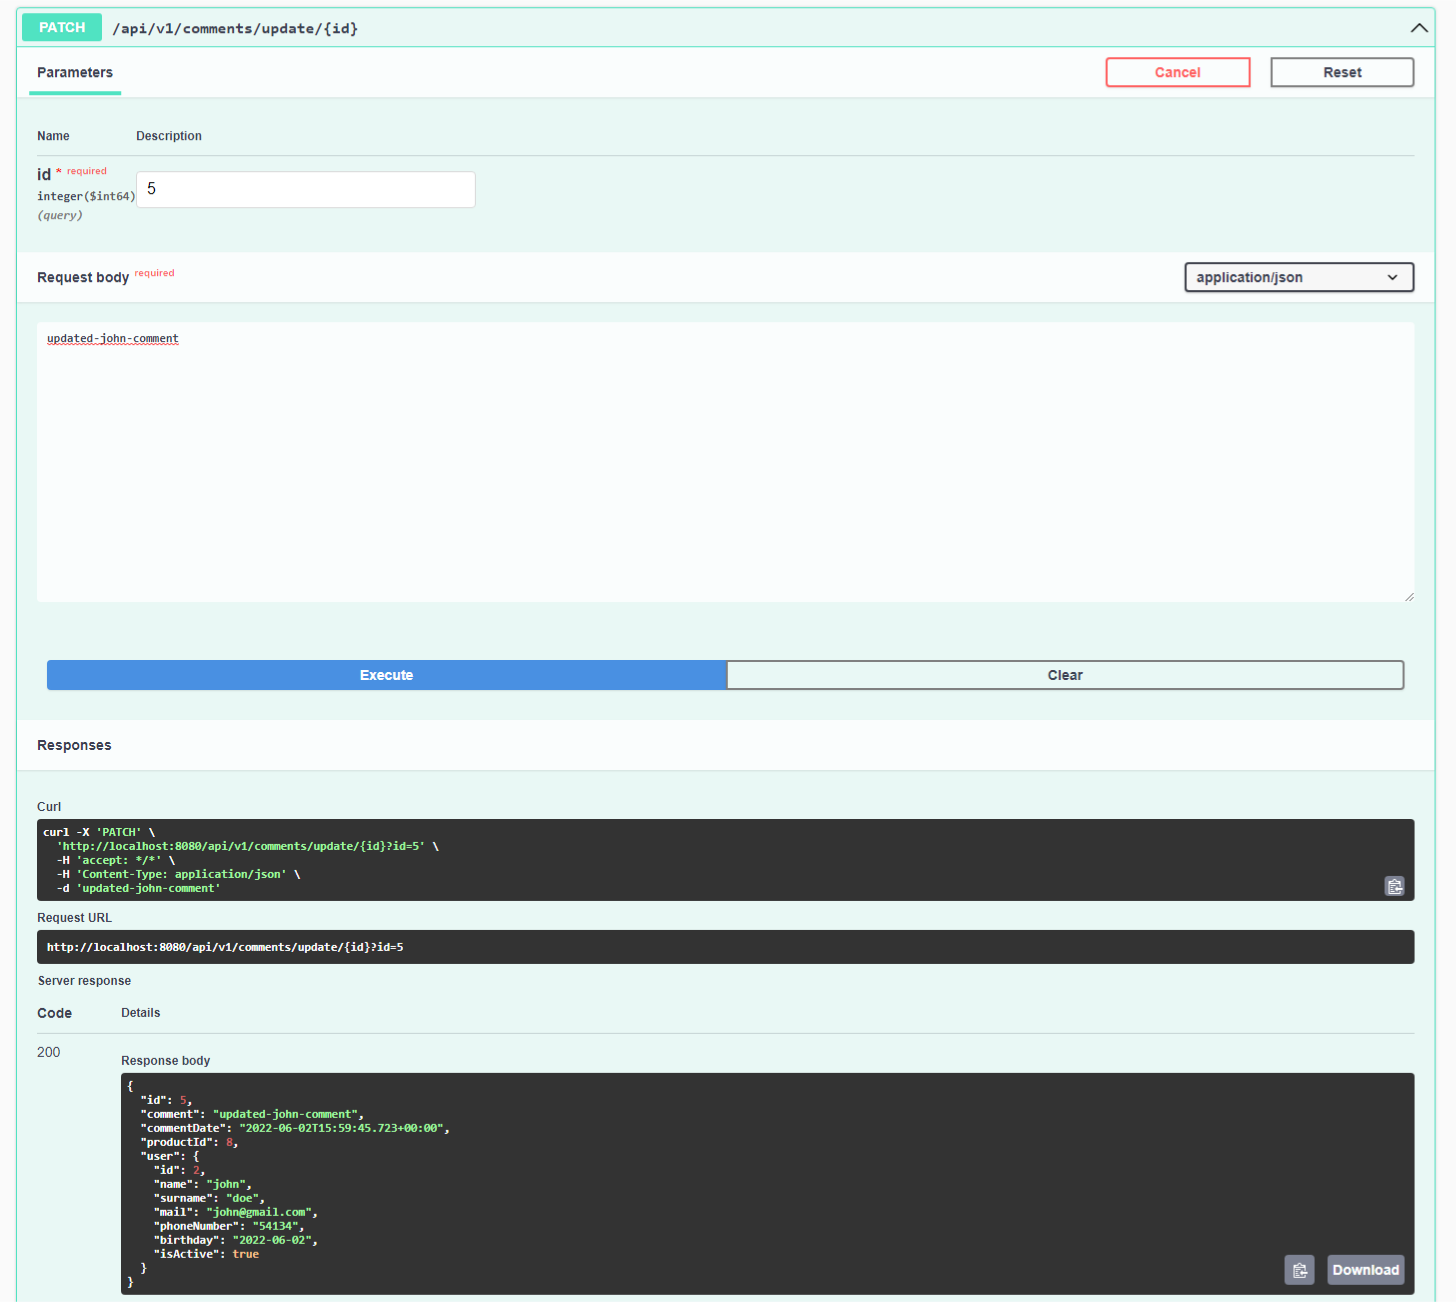 PATCH /api/v1/comments/update/{id}
Parameters
Cancel
Reset
Name Description
id * required
integer($int64)
(query)
5
Request body required
application/json
updated-john-comment
Execute
Clear
Responses
Curl
curl -X 'PATCH' \
  'http://localhost:8080/api/v1/comments/update/{id}?id=5' \
  -H 'accept: */*' \
  -H 'Content-Type: application/json' \
  -d 'updated-john-comment'
Request URL
http://localhost:8080/api/v1/comments/update/{id}?id=5
Server response
Code Details
200
Response body
{
  "id": 5,
  "comment": "updated-john-comment",
  "commentDate": "2022-06-02T15:59:45.723+00:00",
  "productId": 8,
  "user": {
    "id": 2,
    "name": "john",
    "surname": "doe",
    "mail": "john@gmail.com",
    "phoneNumber": "54134",
    "birthday": "2022-06-02",
    "isActive": true
  }
}
Download